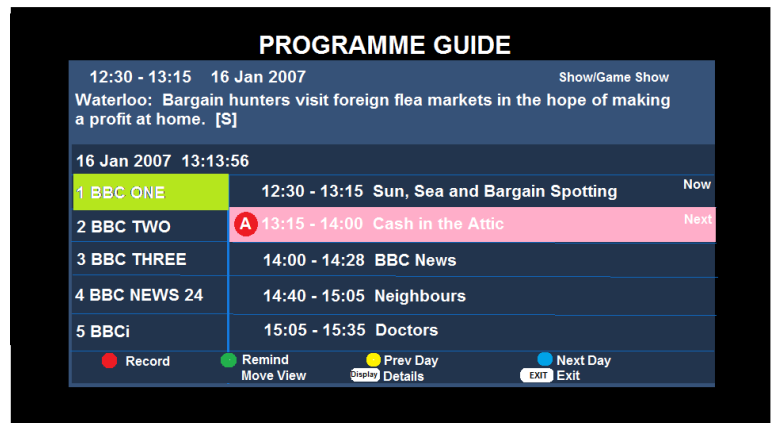 PROGRAMME GUIDE
12:30 - 13:15 16 Jan 2007 Show/Game Show
Waterloo: Bargain hunters visit foreign flea markets in the hope of making
a profit at home. [S]
16 Jan 2007 13:13:56
1 BBC ONE 12:30 - 13:15 Sun, Sea and Bargain Spotting Now
2 BBC TWO A 13:15 - 14:00 Cash in the Attic Next
3 BBC THREE 14:00 - 14:28 BBC News
4 BBC NEWS 24 14:40 - 15:05 Neighbours
5 BBCi 15:05 - 15:35 Doctors
Record Remind Prev Day Next Day
Move View Display Details EXIT Exit